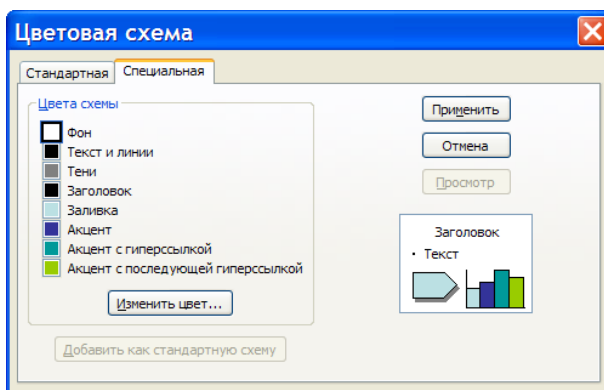 Цветовая схема
Стандартная Специальная
Цвета схемы
Фон
Текст и линии
Тени
Заголовок
Заливка
Акцент
Акцент с гиперссылкой
Акцент с последующей гиперссылкой
Изменить цвет...
Добавить как стандартную схему
Применить
Отмена
Просмотр
Заголовок
• Текст